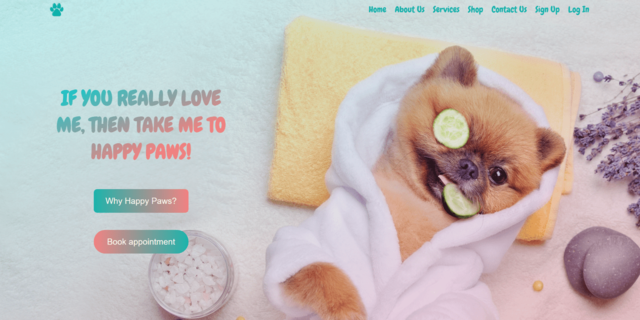 Home About Us Services Shop Contact Us Sign Up Log In
IF YOU REALLY LOVE
ME, THEN TAKE ME TO
HAPPY PAWS!
Why Happy Paws?
Book appointment